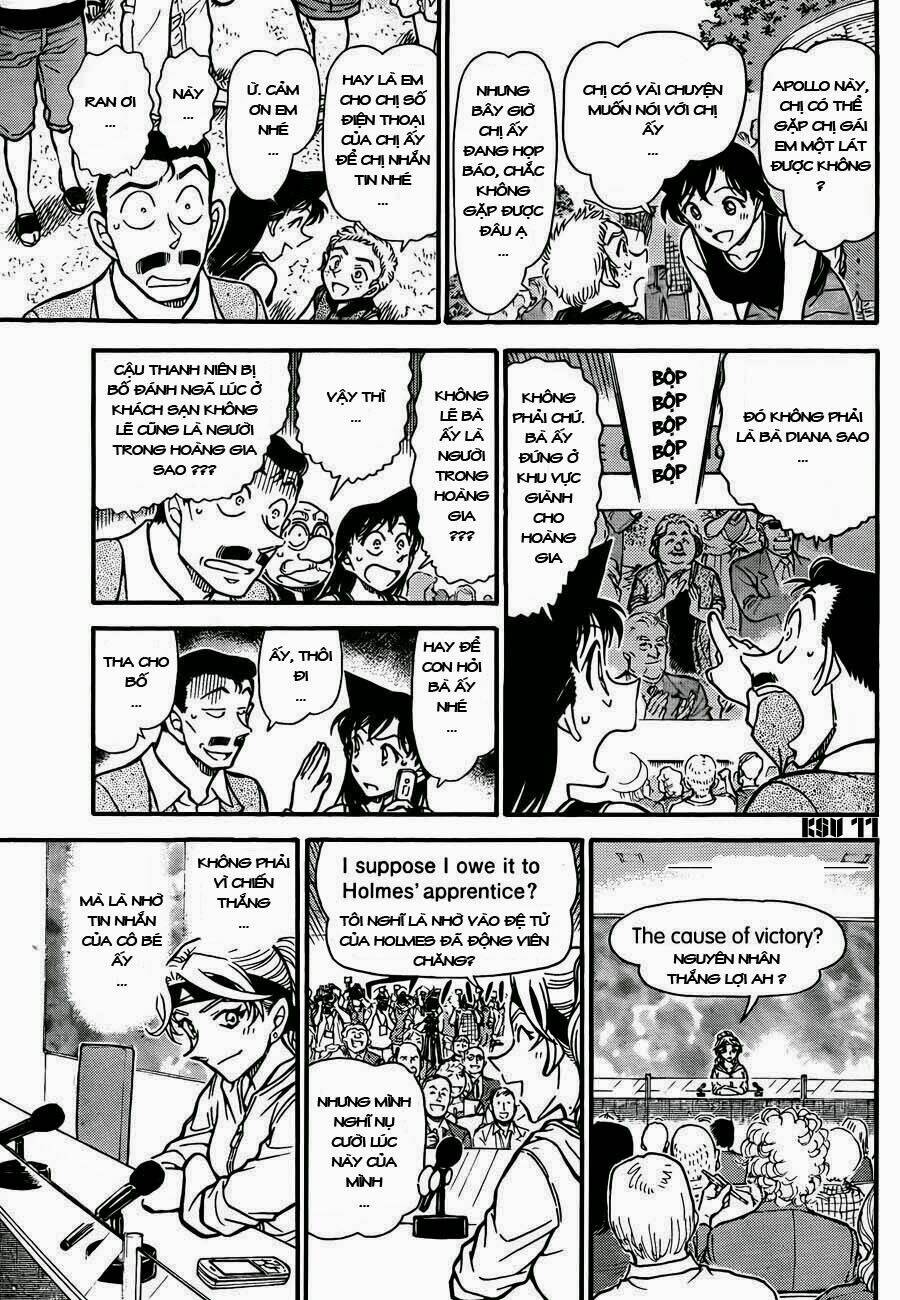 APOLLO NÀY,
CHỊ CÓ THỂ
GẶP CHỊ GÁI
EM MỘT LÁT
ĐƯỢC KHÔNG
?
CHỊ CÓ VÀI CHUYỆN
MUỐN NÓI VỚI CHỊ
ẤY
...
NHƯNG
BÂY GIỜ
CHỊ ẤY
ĐANG HỌP
BÁO, CHẮC
KHÔNG
GẶP ĐƯỢC
ĐÂU Ạ
...
HAY LÀ EM
CHO CHỊ SỐ
ĐIỆN THOẠI
CỦA CHỊ ẤY
ĐỂ CHỊ NHẮN
TIN NHÉ
...
Ừ. CẢM
ƠN EM
NHÉ
...
NÀY
...
RAN ƠI
...
ĐÓ KHÔNG PHẢI
LÀ BÀ DIANA SAO
...
BỘP
BỘP
BỘP
BỘP
BỘP
KHÔNG
PHẢI CHỨ.
BÀ ẤY
ĐỨNG Ở
KHU VỰC
GIÀNH
CHO
HOÀNG
GIA
KHÔNG
LẼ BÀ
ẤY LÀ
NGƯỜI
TRONG
HOÀNG
GIA
???
VẬY THÌ
...
CẬU THANH NIÊN BỊ
BỐ ĐÁNH NGÃ LÚC Ở
KHÁCH SẠN KHÔNG
LẼ CŨNG LÀ NGƯỜI
TRONG HOÀNG GIA
SAO ???
HAY ĐỂ
CON HỎI
BÀ ẤY
NHÉ
...
ẤY, THÔI
ĐI
...
THA CHO
BỐ
...
KSV 11
The cause of victory?
NGUYÊN NHÂN
THẮNG LỢI AH ?
I suppose I owe it to
Holmes' apprentice?
TÔI NGHĨ LÀ NHỜ VÀO ĐỆ TỬ
CỦA HOLMES ĐÃ ĐỘNG VIÊN
CHĂNG?
NHƯNG MÌNH
NGHĨ NỤ
CƯỜI LÚC
NÀY CỦA
MÌNH
...
KHÔNG PHẢI
VÌ CHIẾN
THẮNG
...
MÀ LÀ NHỜ
TIN NHẮN
CỦA CÔ BÉ
ẤY
...